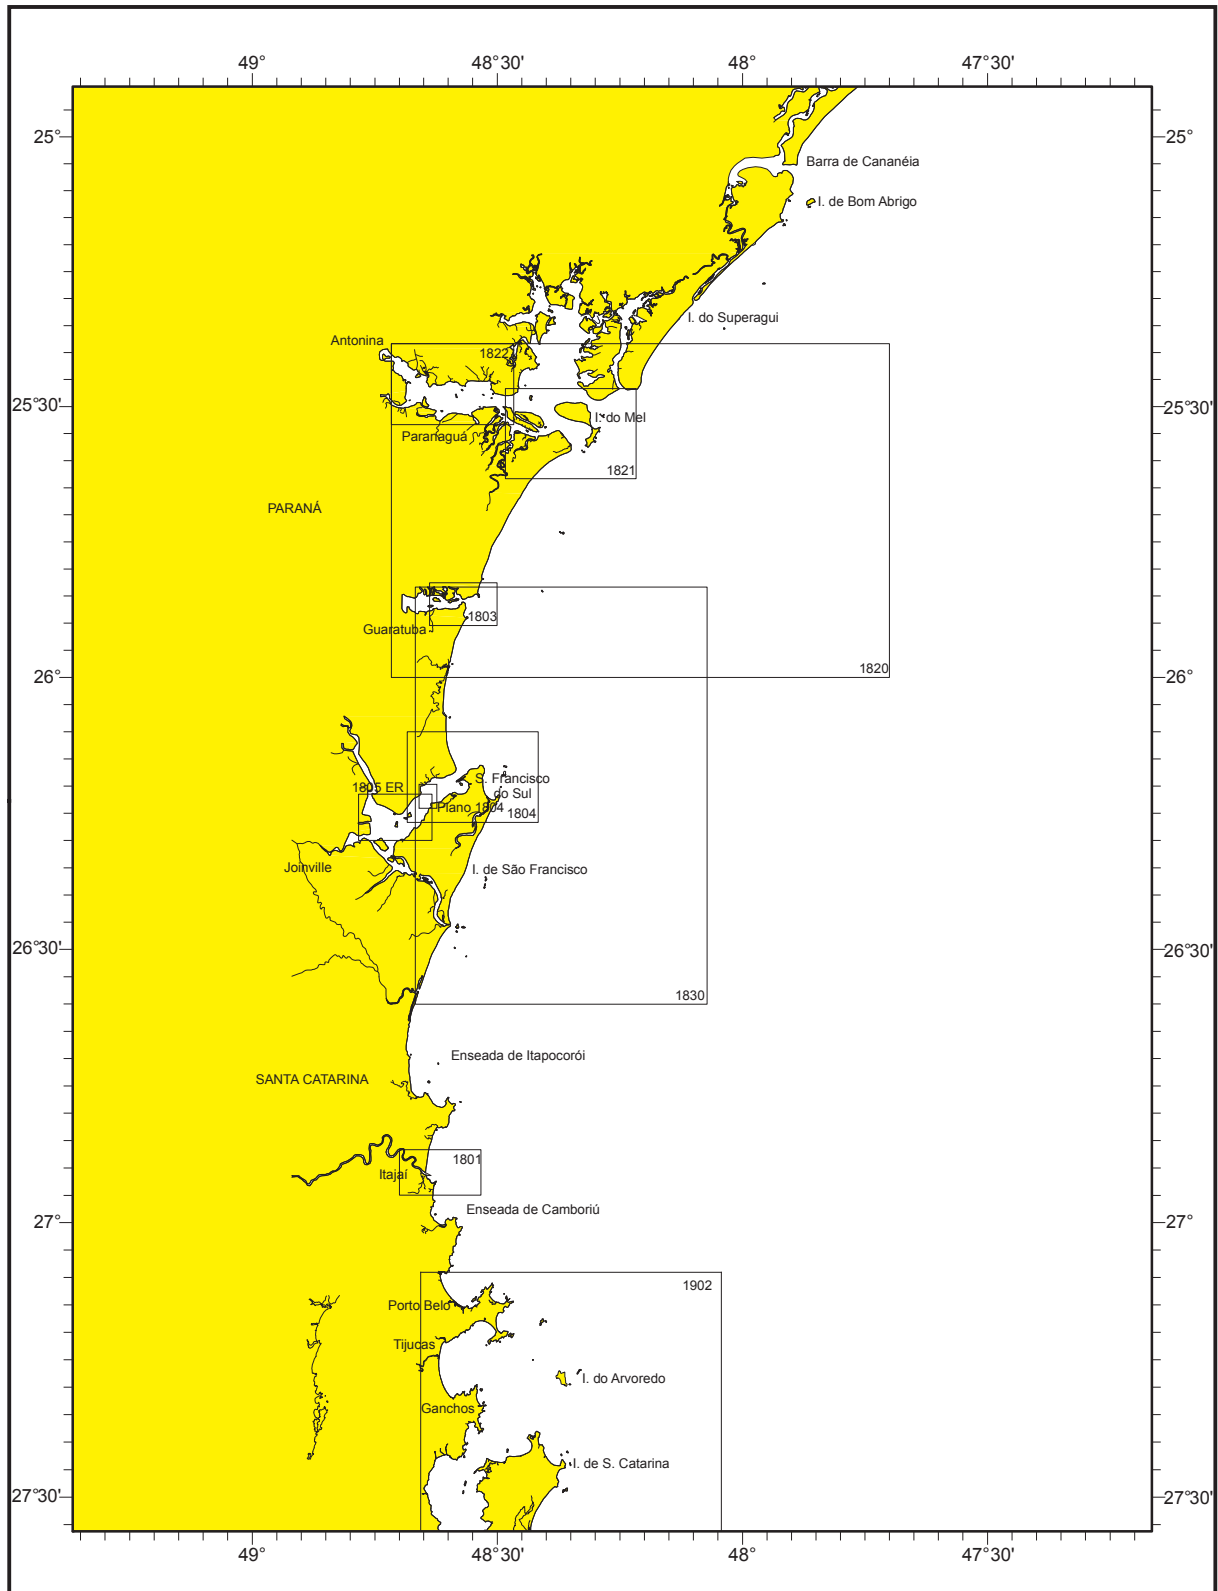 49°
48°30'
48°
47°30'
25°
25°
Barra de Cananéia
I. de Bom Abrigo
I. do Superagui
Antonina
1822
25°30'
25°30'
I. do Mel
Paranaguá
1821
PARANÁ
1803
Guaratuba
1820
26°
26°
S. Francisco
do Sul
1805 ER
Plano 1804
1804
Joinville
I. de São Francisco
26°30'
26°30'
1830
Enseada de Itapocorói
SANTA CATARINA
1801
Itajaí
Enseada de Camboriú
27°
27°
1902
Porto Belo
Tijucas
I. do Arvoredo
Ganchos
I. de S. Catarina
27°30'
27°30'
49°
48°30'
48°
47°30'